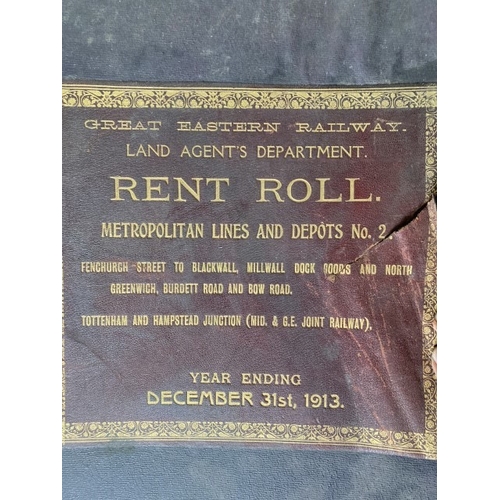 GREAT EASTERN RAILWAY.
LAND AGENT'S DEPARTMENT.
RENT ROLL.
METROPOLITAN LINES AND DEPÔTS No. 2.
FENCHURCH STREET TO BLACKWALL, MILLWALL DOCK GOODS AND NORTH
GREENWICH, BURDETT ROAD AND BOW ROAD.
TOTTENHAM AND HAMPSTEAD JUNCTION (MID. & G.E. JOINT RAILWAY).
YEAR ENDING
DECEMBER 31st, 1913.